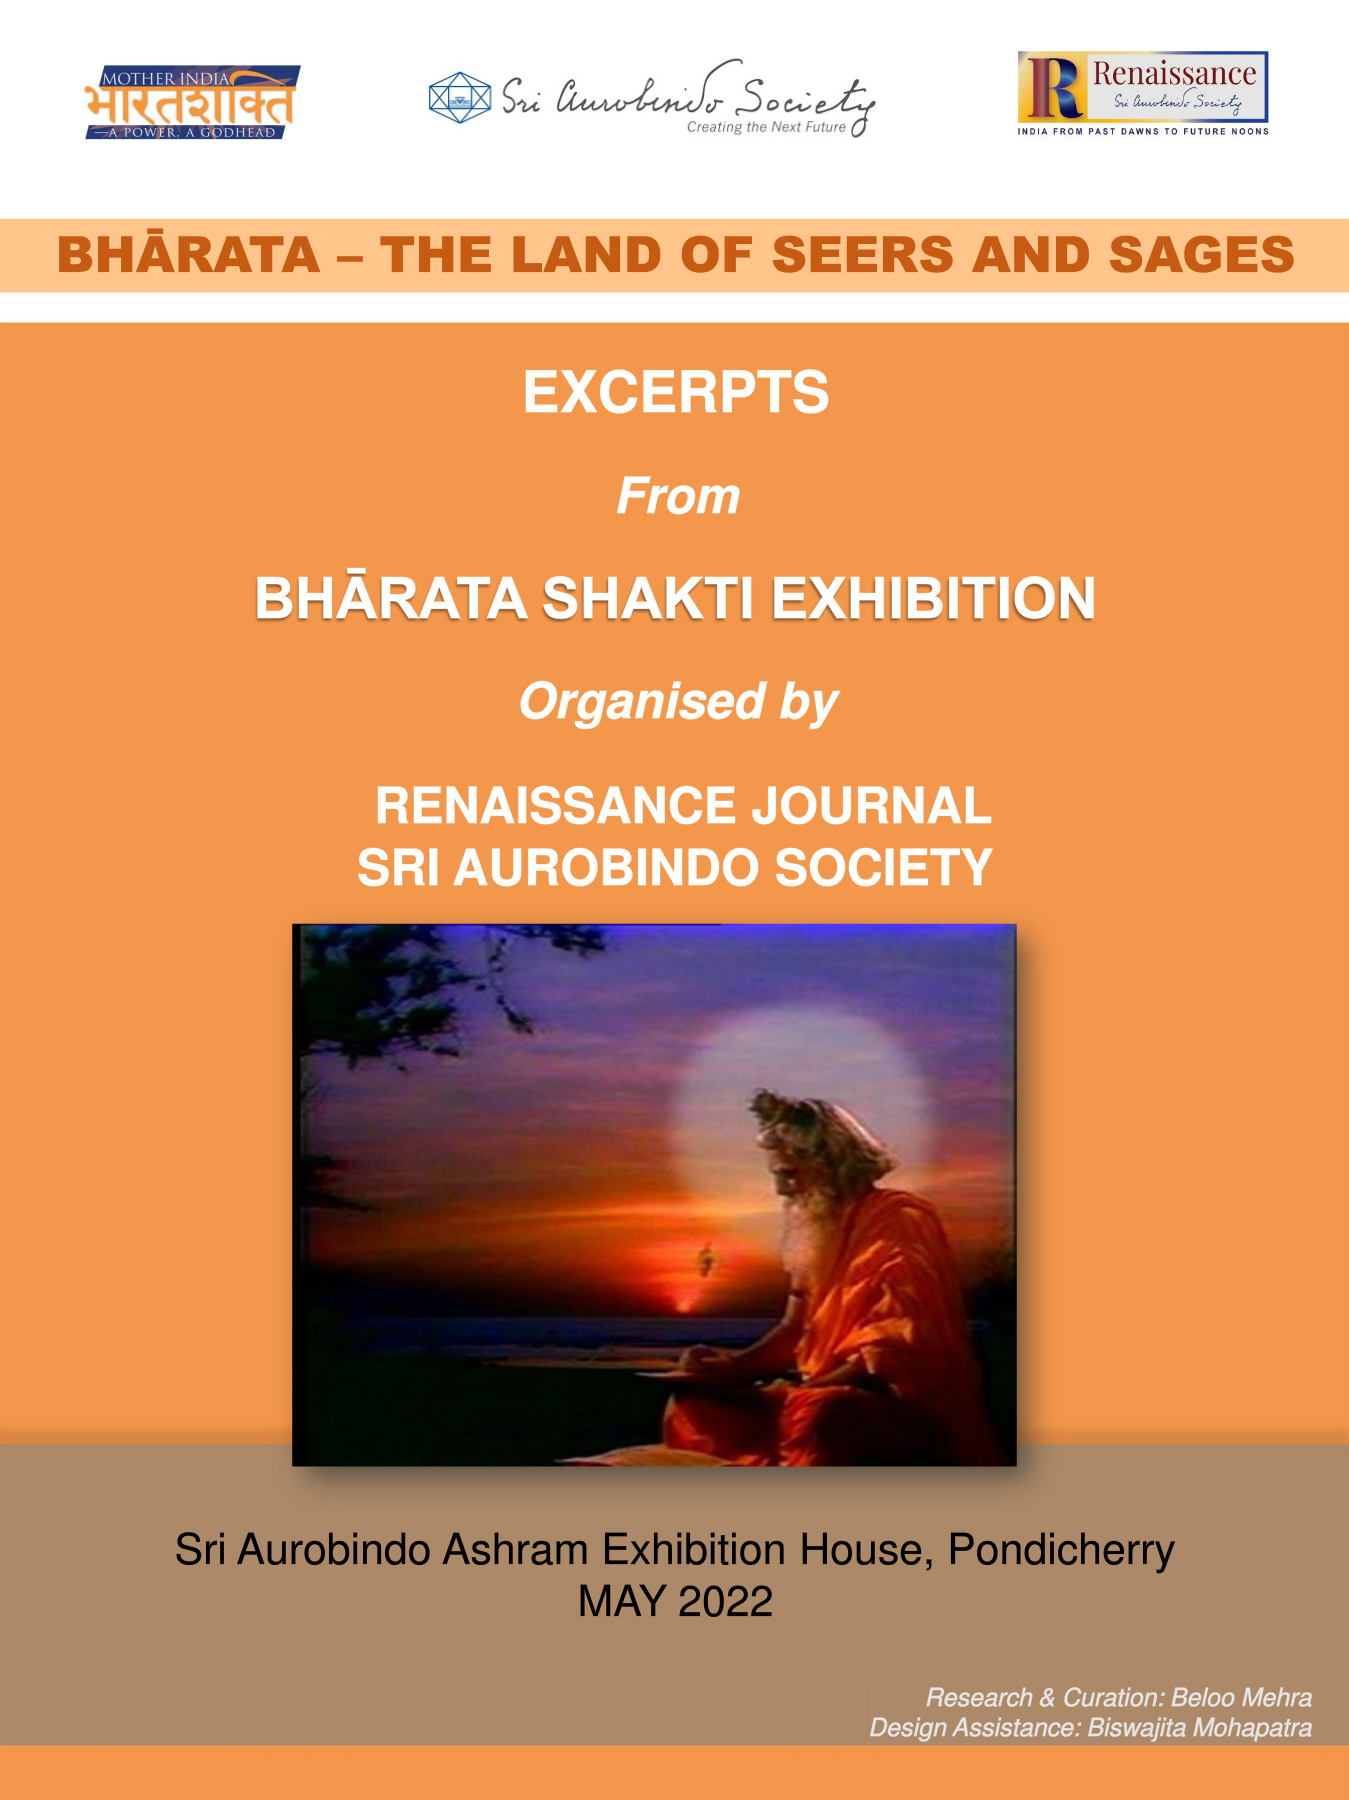 MOTHER INDIA
भारतशक्ति
—A POWER, A GODHEAD
Sri Aurobindo Society
Creating the Next Future
R Renaissance
Sri Aurobindo Society
INDIA FROM PAST DAWNS TO FUTURE NOONS
BHĀRATA – THE LAND OF SEERS AND SAGES
EXCERPTS
From
BHĀRATA SHAKTI EXHIBITION
Organised by
RENAISSANCE JOURNAL
SRI AUROBINDO SOCIETY
Sri Aurobindo Ashram Exhibition House, Pondicherry
MAY 2022
Research & Curation: Beloo Mehra
Design Assistance: Biswajita Mohapatra